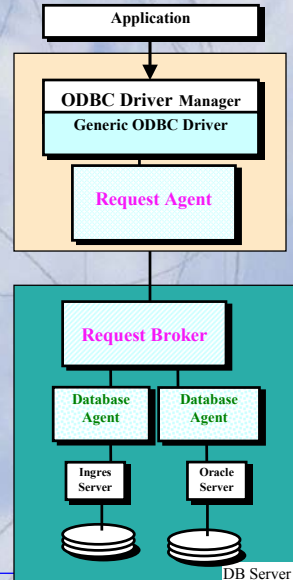 Application
ODBC Driver Manager
Generic ODBC Driver
Request Agent
Request Broker
Database
Agent
Database
Agent
Ingres
Server
Oracle
Server
DB Server